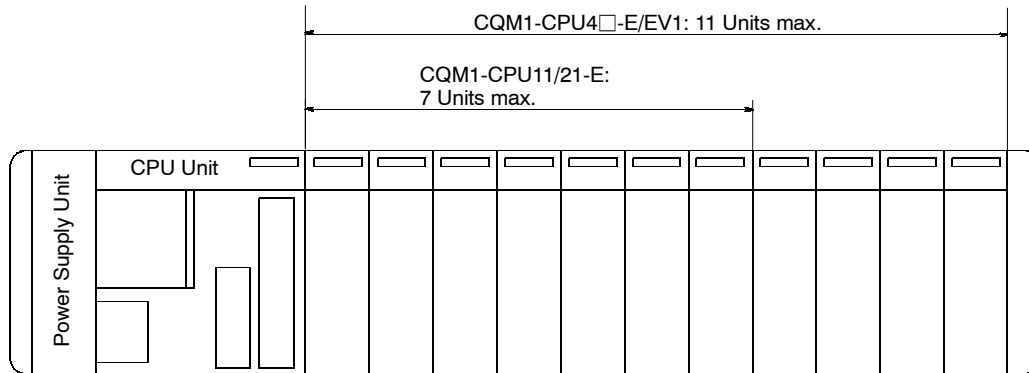 CQM1-CPU4□-E/EV1: 11 Units max.
CQM1-CPU11/21-E:
7 Units max.
CPU Unit
Power Supply Unit